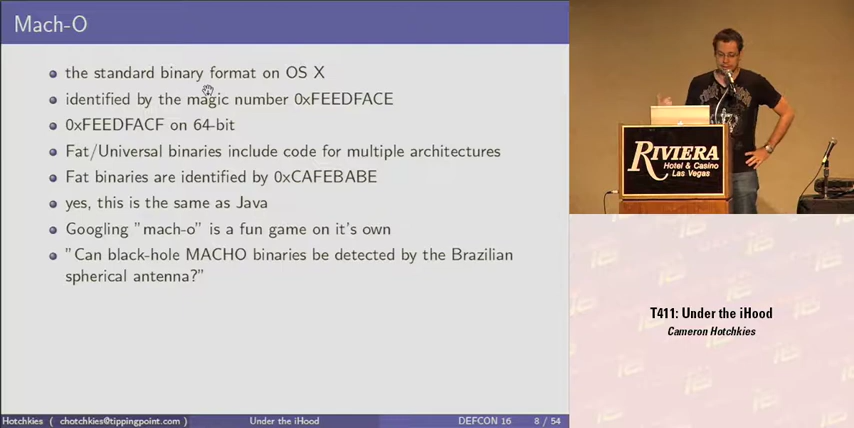 Mach-O
the standard binary format on OS X
identified by the magic number 0xFEEDFACE
0xFEEDFACF on 64-bit
Fat/Universal binaries include code for multiple architectures
Fat binaries are identified by 0xCAFEBABE
yes, this is the same as Java
Googling "mach-o" is a fun game on it's own
"Can black-hole MACHO binaries be detected by the Brazilian
spherical antenna?"
Hotchkies ( chotchkies@tippingpoint.com ) Under the iHood DEFCON 16 8 / 54
RIVIERA
Hotel & Casino
Las Vegas
T411: Under the iHood
Cameron Hotchkies